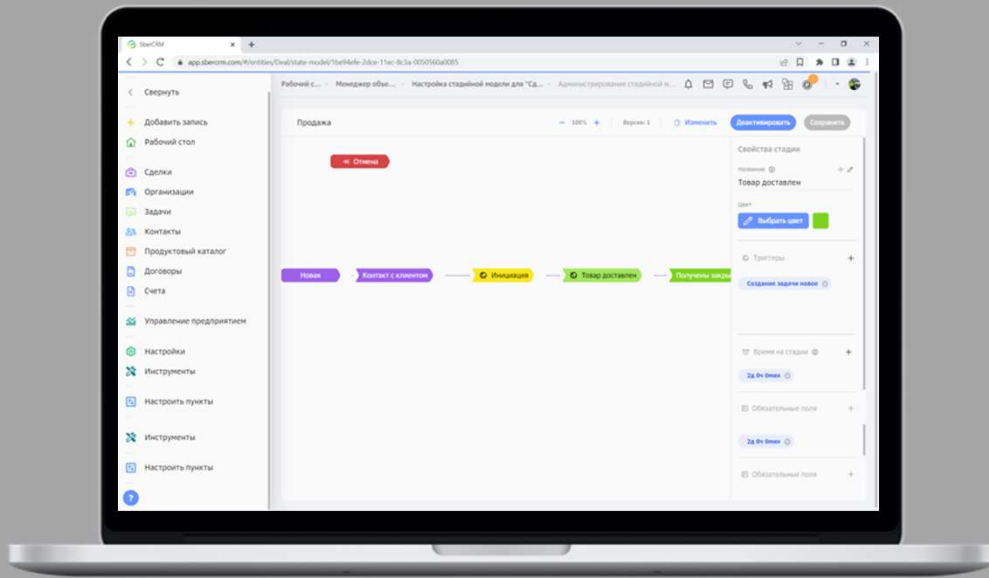 SberCRM
app.sbercrm.com/#/entities/Deal/state-model/1be94efe-2dce-11ec-8c3a-0050560a0085
Свернуть
Рабочий с... Менеджер объе... Настройка стадийной модели для "Сд... Администрирование стадийной м...
Добавить запись
Рабочий стол
Сделки
Организации
Задачи
Контакты
Продуктовый каталог
Договоры
Счета
Управление предприятием
Настройки
Инструменты
Настроить пункты
Инструменты
Настроить пункты
?
Продажа
100% Версия: 1 Изменить Деактивировать Сохранить
Отмена
Новая Контакт с клиентом Инициация Товар доставлен Получены закры
Свойства стадии
Название
Товар доставлен
Цвет
Выбрать цвет
Триггеры
Создание задачи новое
Время на стадии
2д 0ч 0мин
Обязательные поля
2д 0ч 0мин
Обязательные поля